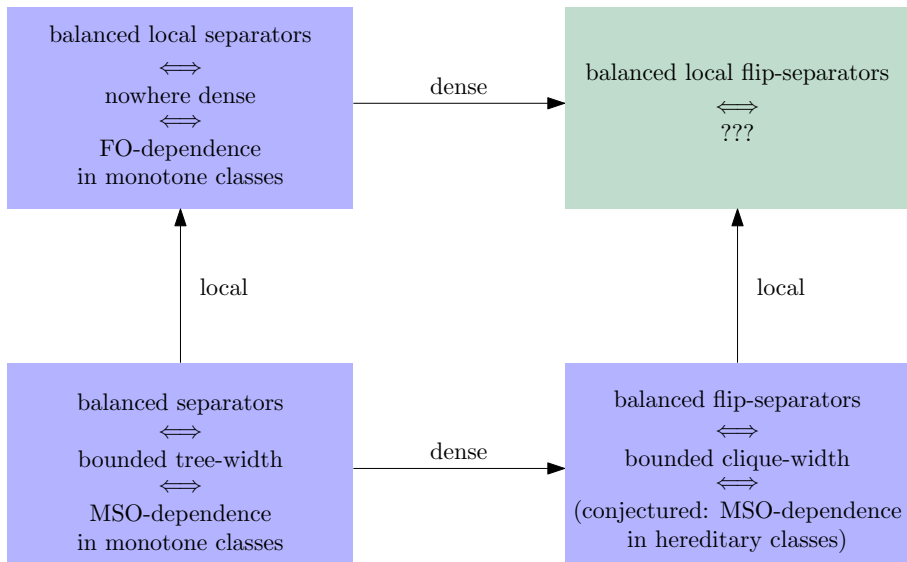 balanced local separators
⟺
nowhere dense
⟺
FO-dependence
in monotone classes
dense
balanced local flip-separators
⟺
???
local
local
balanced separators
⟺
bounded tree-width
⟺
MSO-dependence
in monotone classes
dense
balanced flip-separators
⟺
bounded clique-width
⟺
(conjectured: MSO-dependence
in hereditary classes)